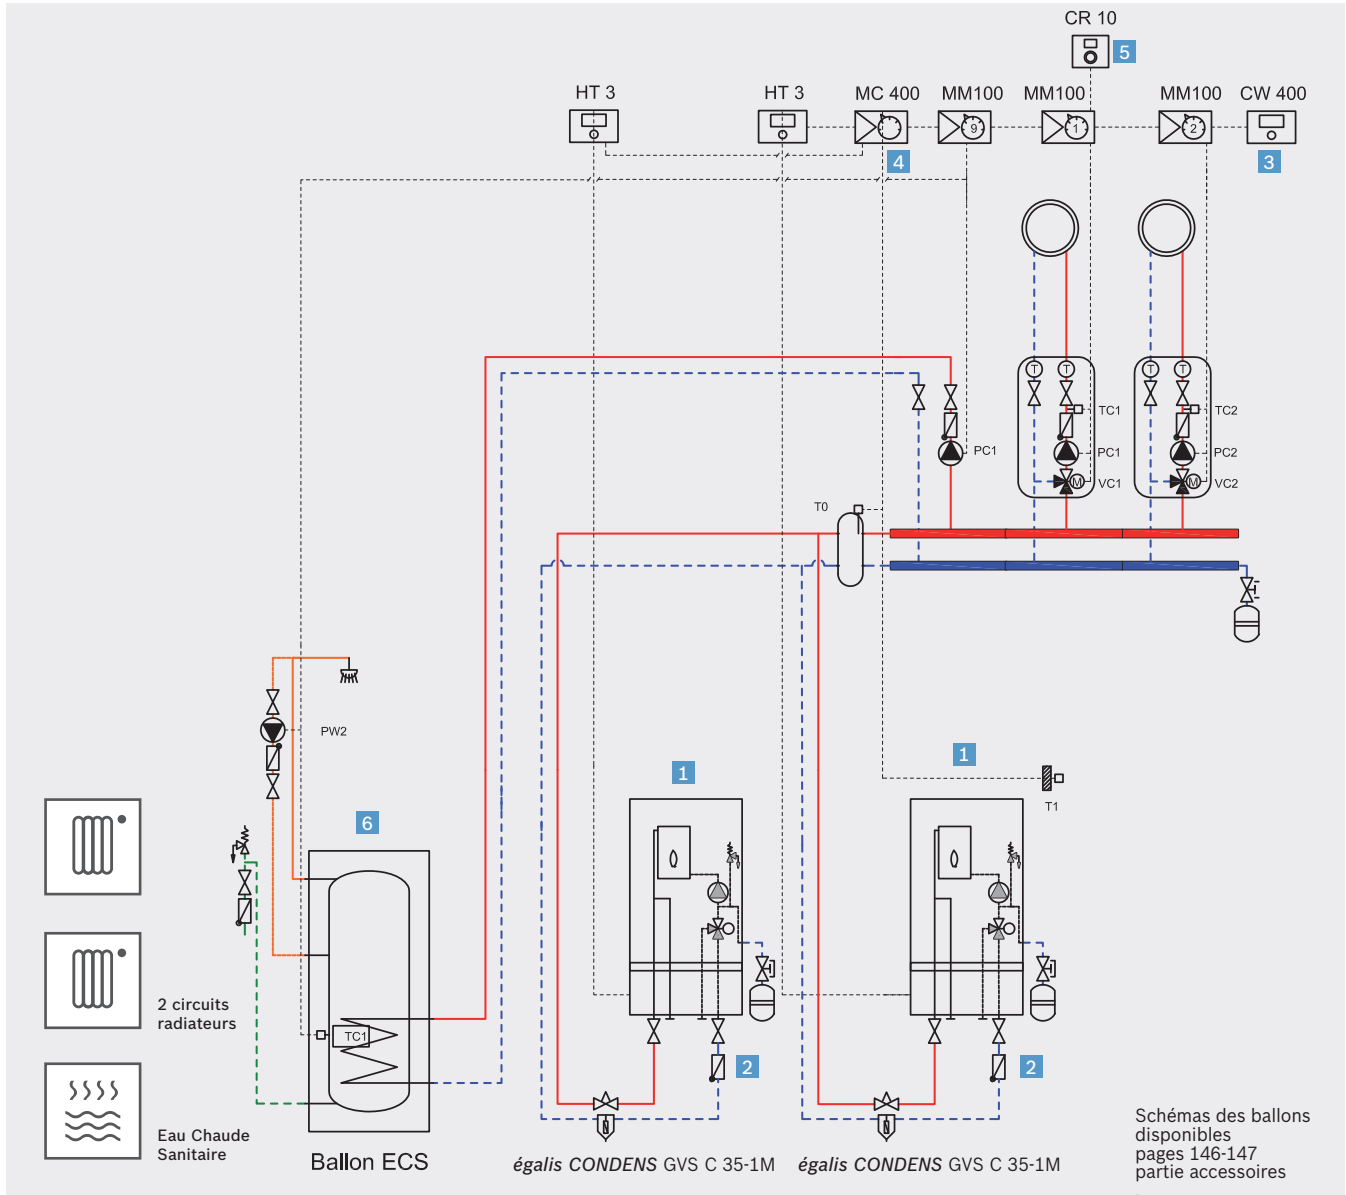 CR 10
5
HT 3
HT 3
MC 400
MM100
MM100
MM100
CW 400
9
1
2
4
3
T
T
T
T
TC1
TC2
PC1
PC1
PC2
M
VC1
M
VC2
T0
PW2
1
1
T1
6
TC1
2
2
2 circuits
radiateurs
Eau Chaude
Sanitaire
Ballon ECS
égalis CONDENS GVS C 35-1M
égalis CONDENS GVS C 35-1M
Schémas des ballons
disponibles
pages 146-147
partie accessoires